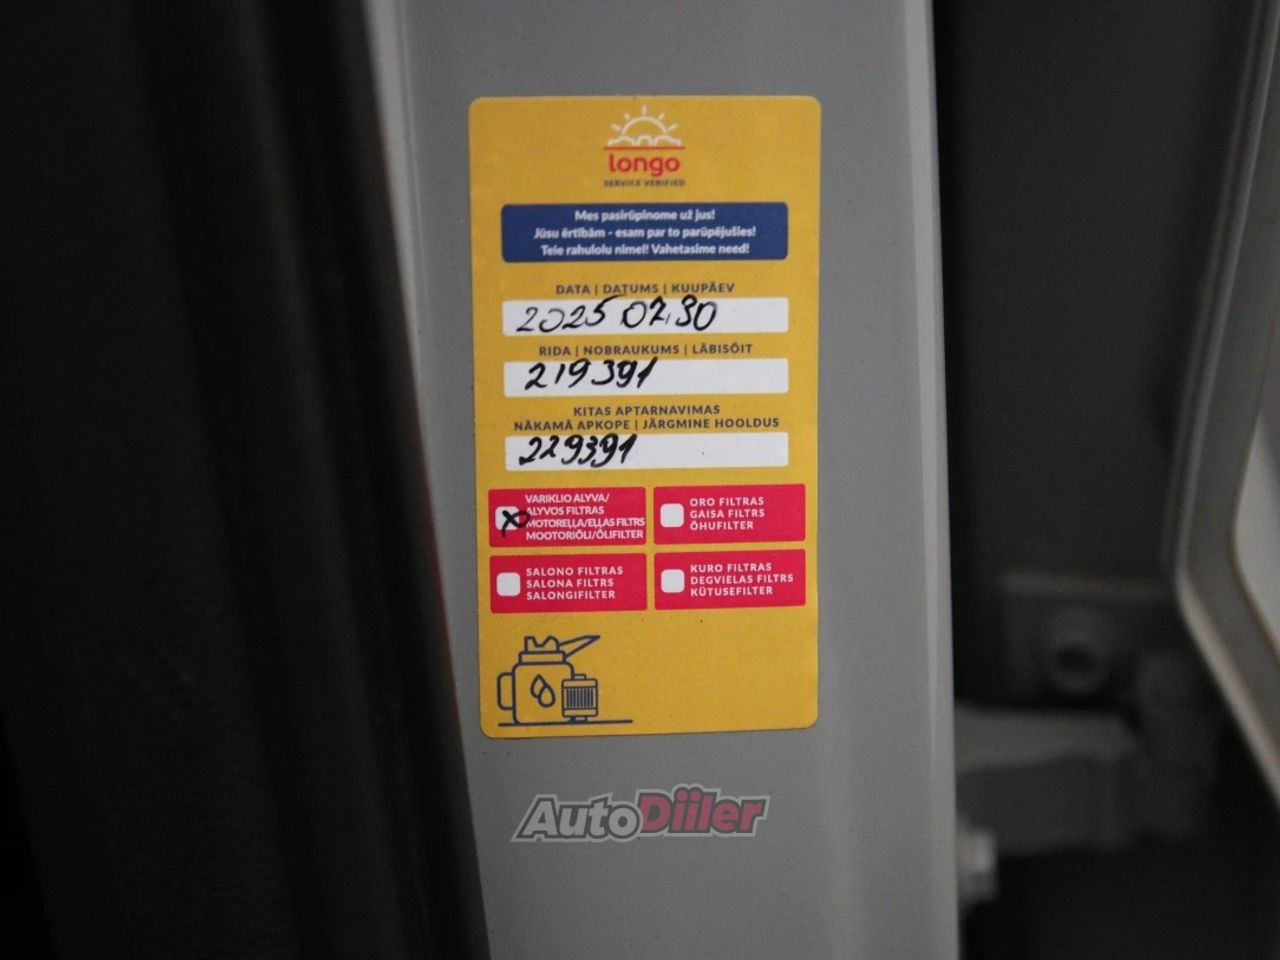 longo
SERVICE VERIFIED
Mes pasirūpinome už jus!
Jūsu ērtībām - esam par to parūpējušies!
Teie rahulolu nimel! Vahetasime need!
DATA | DATUMS | KUUPÄEV
2025 07.30
RIDA | NOBRAUKUMS | LÄBISÕIT
219391
KITAS APTARNAVIMAS
NĀKAMĀ APKOPE | JÄRGMINE HOOLDUS
229391
X
VARIKLIO ALYVA/
ALYVOS FILTRAS
MOTOREĻĻA/EĻĻAS FILTRS
MOOTORIÕLI/ÕLIFILTER
ORO FILTRAS
GAISA FILTRS
ÕHUFILTER
SALONO FILTRAS
SALONA FILTRS
SALONGIFILTER
KURO FILTRAS
DEGVIELAS FILTRS
KÜTUSEFILTER
AutoDiiler